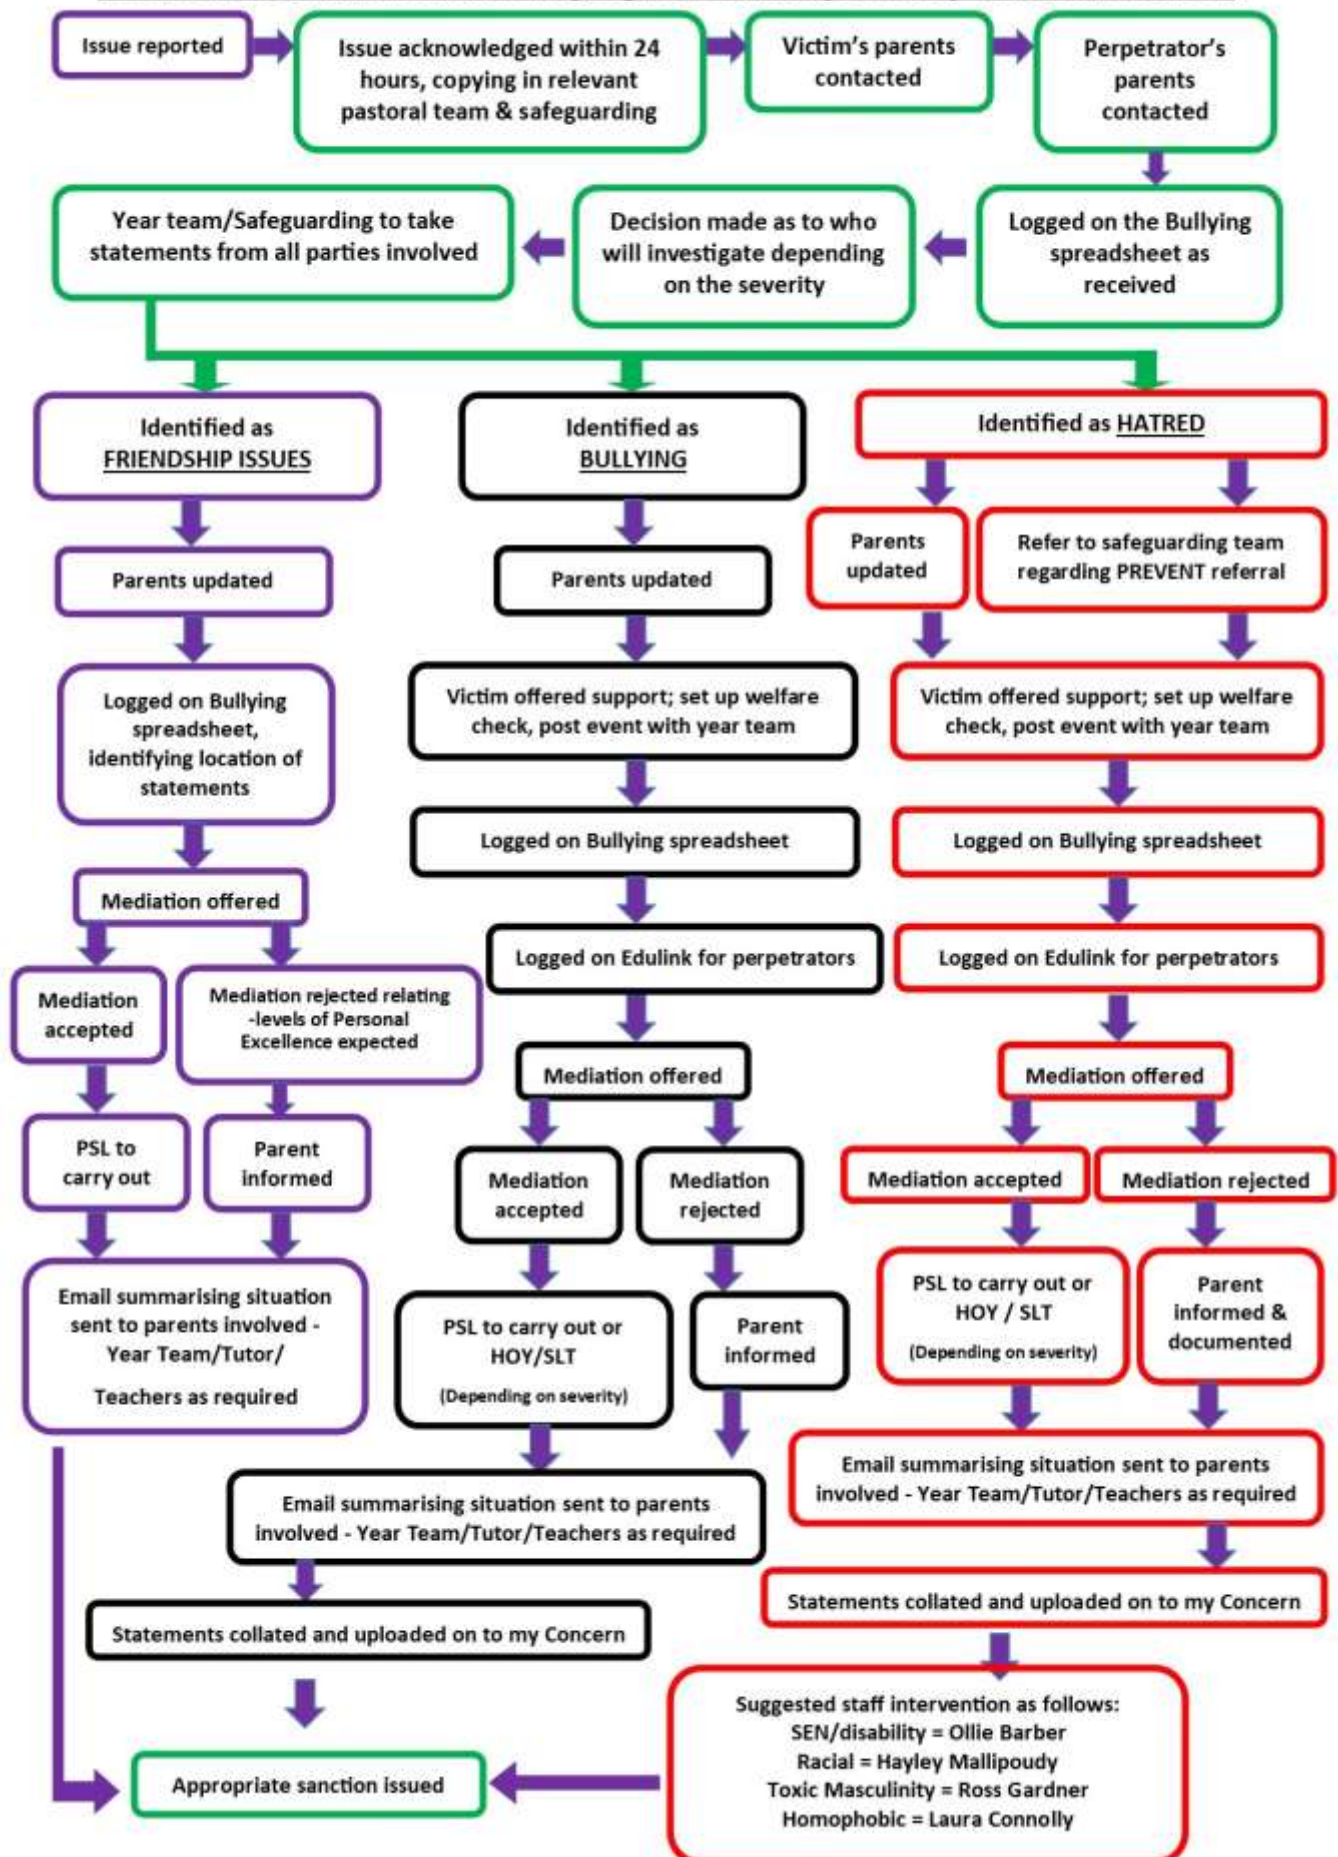 Issue reported
Issue acknowledged within 24
hours, copying in relevant
pastoral team & safeguarding
Victim's parents
contacted
Perpetrator's
parents
contacted
Year team/Safeguarding to take
statements from all parties involved
Decision made as to who
will investigate depending
on the severity
Logged on the Bullying
spreadsheet as
received
Identified as
FRIENDSHIP ISSUES
Parents updated
Logged on Bullying
spreadsheet,
identifying location of
statements
Mediation offered
Mediation
accepted
Mediation rejected relating
-levels of Personal
Excellence expected
PSL to
carry out
Parent
informed
Email summarising situation
sent to parents involved -
Year Team/Tutor/
Teachers as required
Identified as
BULLYING
Parents updated
Victim offered support; set up welfare
check, post event with year team
Logged on Bullying spreadsheet
Logged on Edulink for perpetrators
Mediation offered
Mediation
accepted
Mediation
rejected
PSL to carry out or
HOY/SLT
(Depending on severity)
Parent
informed
Email summarising situation sent to parents
involved - Year Team/Tutor/Teachers as required
Statements collated and uploaded on to my Concern
Identified as HATRED
Parents
updated
Refer to safeguarding team
regarding PREVENT referral
Victim offered support; set up welfare
check, post event with year team
Logged on Bullying spreadsheet
Logged on Edulink for perpetrators
Mediation offered
Mediation accepted
Mediation rejected
PSL to carry out or
HOY / SLT
(Depending on severity)
Parent
informed &
documented
Email summarising situation sent to parents
involved - Year Team/Tutor/Teachers as required
Statements collated and uploaded on to my Concern
Suggested staff intervention as follows:
SEN/disability = Ollie Barber
Racial = Hayley Mallipoudy
Toxic Masculinity = Ross Gardner
Homophobic = Laura Connolly
Appropriate sanction issued